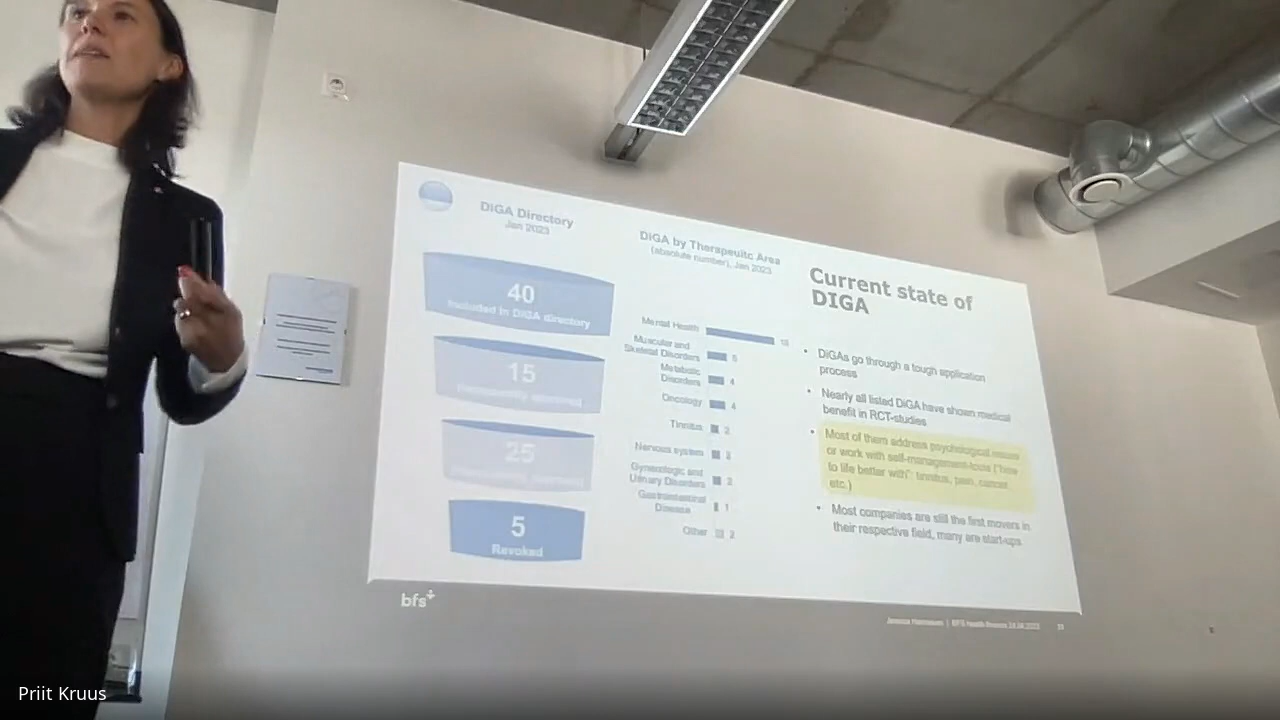 DiGA Directory
Jan 2023
40
Included in DiGA directory
15
Permanently approved
25
5
Revoked
DiGA by Therapeuitc Area
(absolute number), Jan 2023
Mental Health
Muscular and
Skeletal Disorders 5
Metabolic
Disorders 4
Oncology 4
Tinnitus 2
Nervous system
Gynecologic and
Urinary Disorders 2
Gastrointestinal
Disease 1
Other 2
Current state of
DIGA
• DiGAs go through a tough application
process
• Nearly all listed DiGA have shown medical
benefit in RCT-studies
• Most of them address psychological issues
or work with self-management-tools ("how
to life better with": tinnitus, pain, cancer,
etc.)
• Most companies are still the first movers in
their respective field, many are start-ups
bfs
Priit Kruus